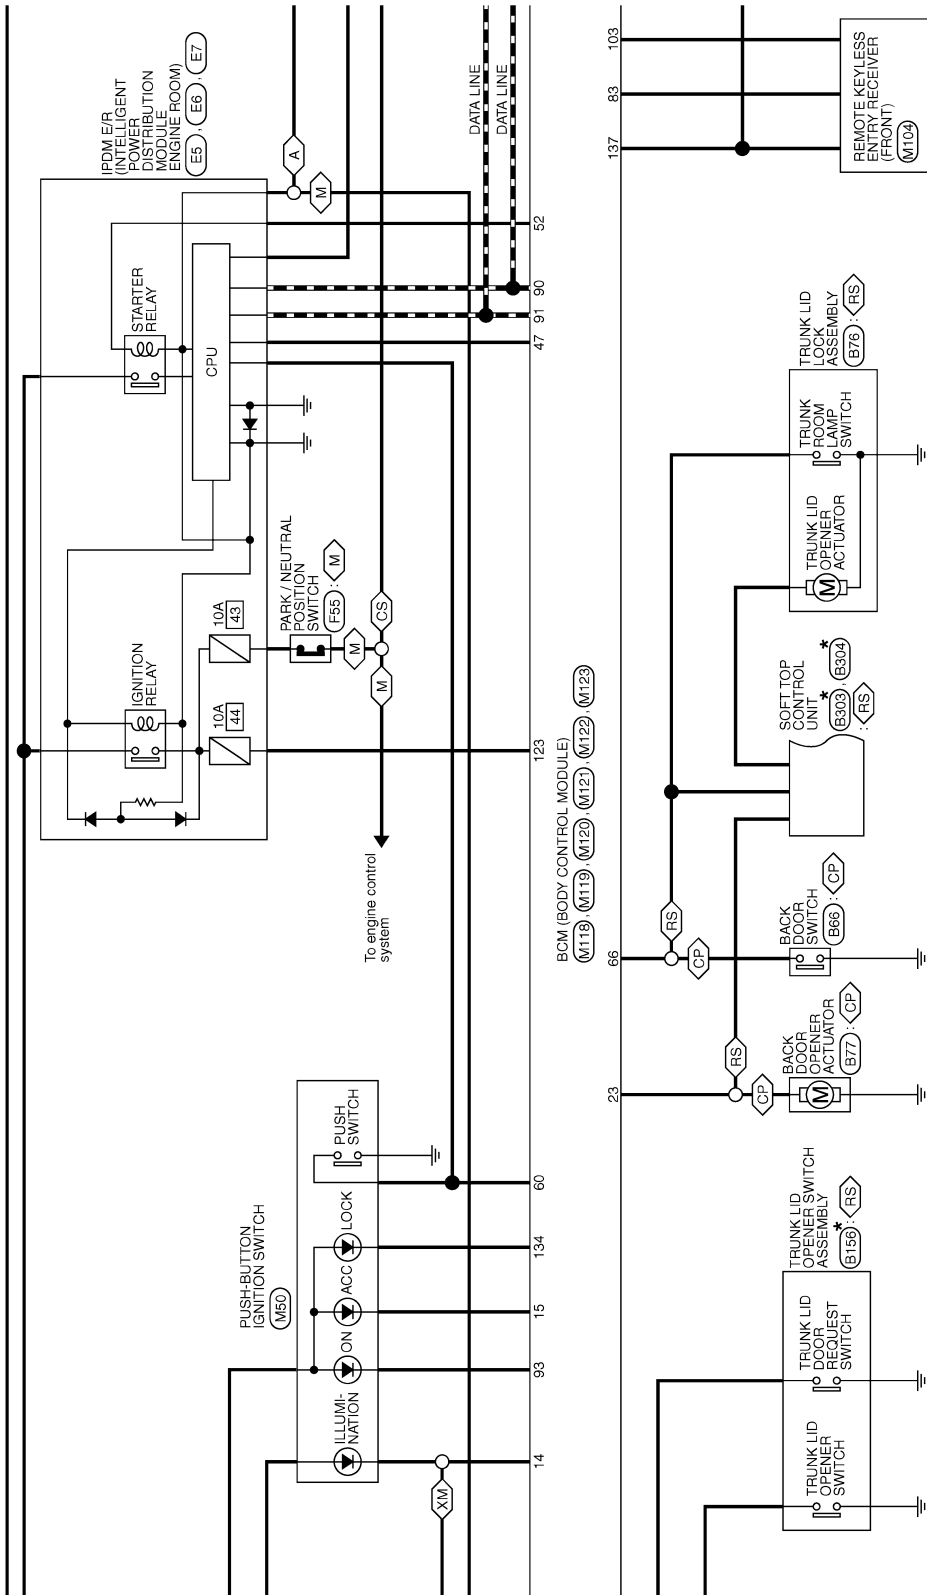 IPDM E/R
(INTELLIGENT
POWER
DISTRIBUTION
MODULE
ENGINE ROOM)
E5 , E6 , E7
STARTER
RELAY
CPU
IGNITION
RELAY
10A
43
10A
44
PARK / NEUTRAL
POSITION
SWITCH
F55 : M
A
M
M
CS
M
To engine control
system
DATA LINE
DATA LINE
52
90
91
47
123
60
134
15
93
14
PUSH-BUTTON
IGNITION SWITCH
M50
ILLUMI-
NATION
ON
ACC
LOCK
PUSH
SWITCH
XM
BCM (BODY CONTROL MODULE)
M118 , M119 , M120 , M121 , M122 , M123
103
83
137
66
23
REMOTE KEYLESS
ENTRY RECEIVER
(FRONT)
M104
TRUNK LID
LOCK
ASSEMBLY
B76 : RS
TRUNK
ROOM
LAMP
SWITCH
TRUNK LID
OPENER
ACTUATOR
M
SOFT TOP
CONTROL
UNIT
B303* , B304*
: RS
RS
CP
BACK
DOOR
SWITCH
B66 : CP
RS
CP
BACK
DOOR
OPENER
ACTUATOR
B77 : CP
M
TRUNK LID
OPENER SWITCH
ASSEMBLY
B156* : RS
TRUNK LID
DOOR
REQUEST
SWITCH
TRUNK LID
OPENER
SWITCH